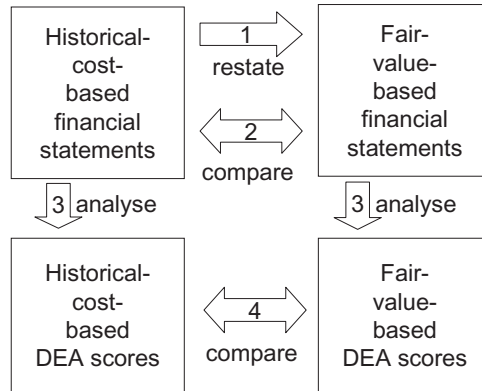 Historical-
cost-
based
financial
statements
1
restate
2
compare
Fair-
value-
based
financial
statements
3 analyse
3 analyse
Historical-
cost-
based
DEA scores
4
compare
Fair-
value-
based
DEA scores